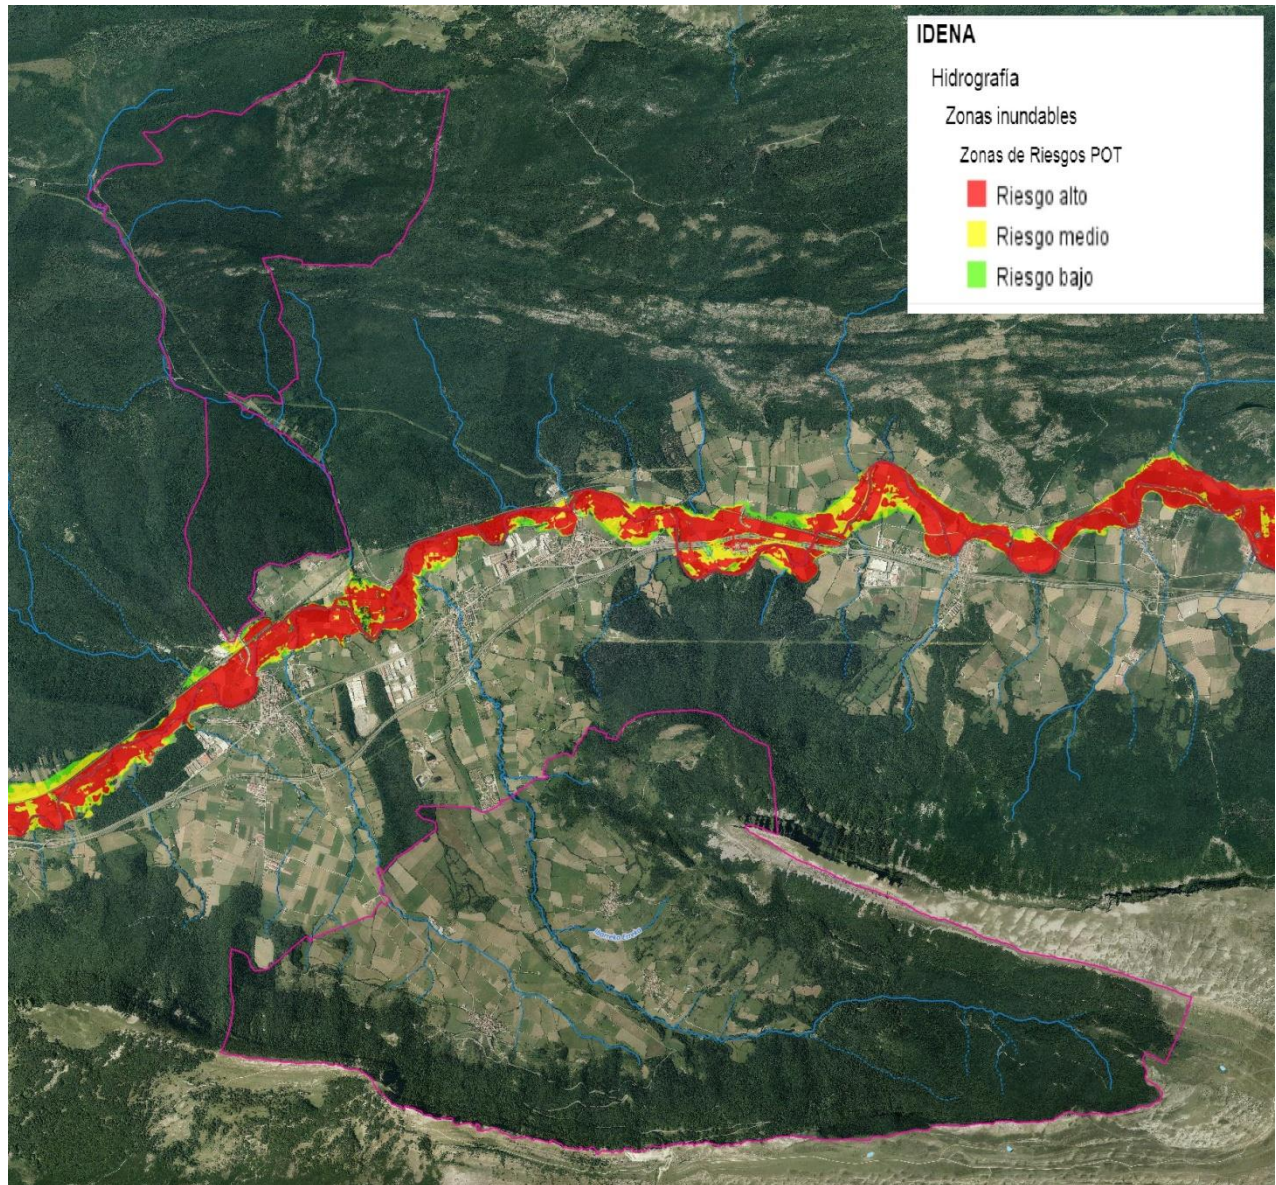 IDENA
Hidrografía
Zonas inundables
Zonas de Riesgos POT
Riesgo alto
Riesgo medio
Riesgo bajo